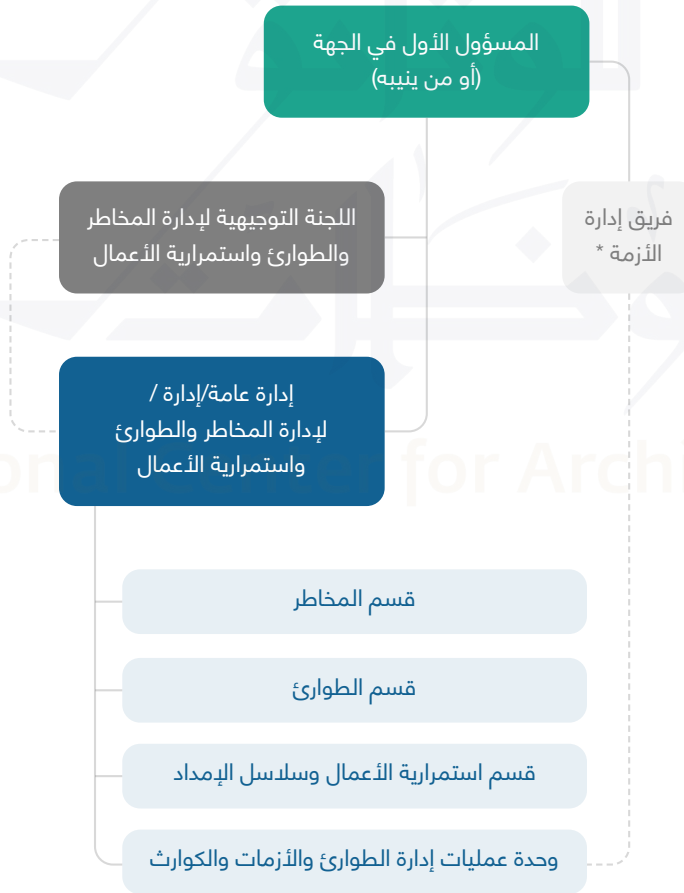 المسؤول الأول في الجهة
(أو من ينيبه)
اللجنة التوجيهية لإدارة المخاطر
والطوارئ واستمرارية الأعمال
فريق إدارة
الأزمة *
إدارة عامة/إدارة /
لإدارة المخاطر والطوارئ
واستمرارية الأعمال
for Archi
قسم المخاطر
قسم الطوارئ
قسم استمرارية الأعمال وسلاسل الإمداد
وحدة عمليات إدارة الطوارئ والأزمات والكوارث